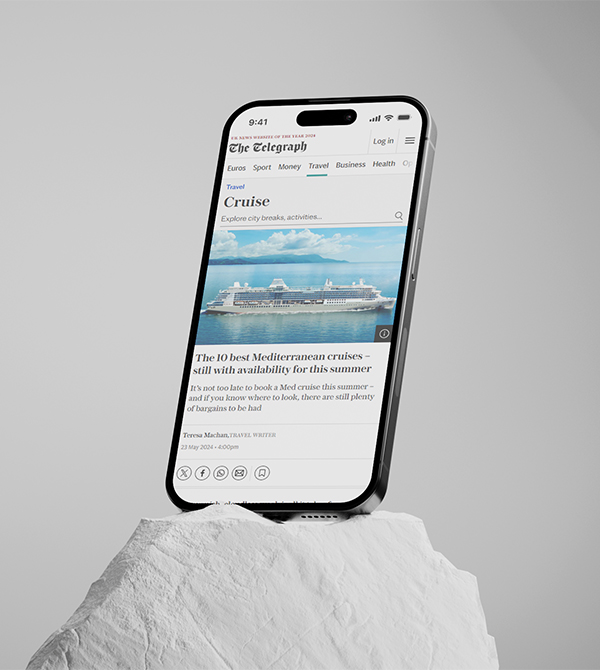 9:41
UK NEWS WEBSITE OF THE YEAR 2024
The Telegraph
Log in
Euros Sport Money Travel Business Health Op
Travel
Cruise
Explore city breaks, activities...
The 10 best Mediterranean cruises –
still with availability for this summer
It's not too late to book a Med cruise this summer –
and if you know where to look, there are still plenty
of bargains to be had
Teresa Machan, TRAVEL WRITER
23 May 2024 • 4:00pm